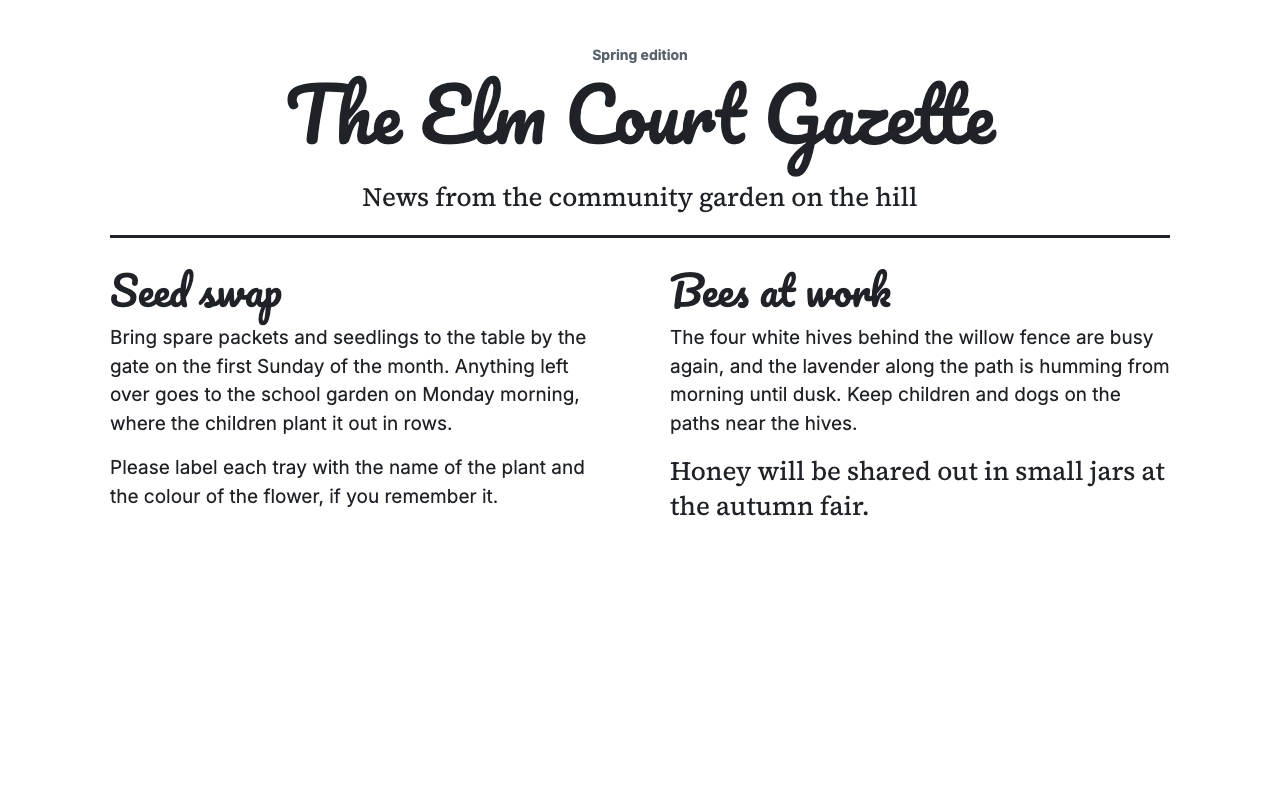 Spring edition
The Elm Court Gazette
News from the community garden on the hill
Seed swap
Bring spare packets and seedlings to the table by the
gate on the first Sunday of the month. Anything left
over goes to the school garden on Monday morning,
where the children plant it out in rows.
Please label each tray with the name of the plant and
the colour of the flower, if you remember it.
Bees at work
The four white hives behind the willow fence are busy
again, and the lavender along the path is humming from
morning until dusk. Keep children and dogs on the
paths near the hives.
Honey will be shared out in small jars at
the autumn fair.